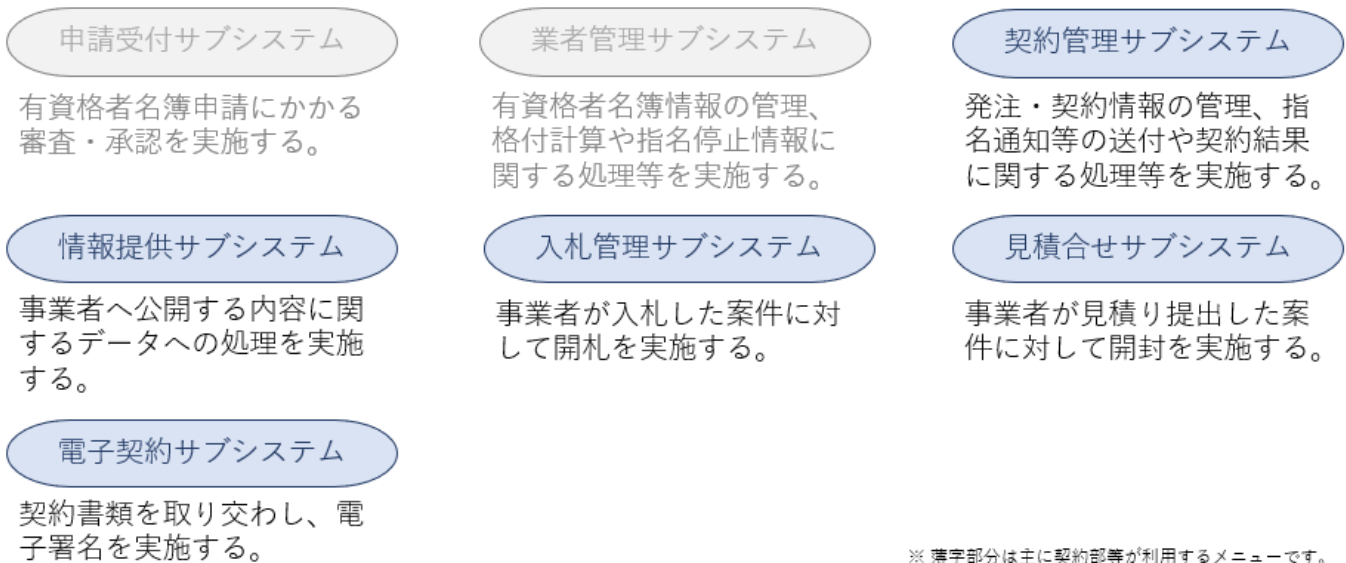 申請受付サブシステム
有資格者名簿申請にかかる
審査・承認を実施する。
業者管理サブシステム
有資格者名簿情報の管理、
格付計算や指名停止情報に
関する処理等を実施する。
契約管理サブシステム
発注・契約情報の管理、指
名通知等の送付や契約結果
に関する処理等を実施する。
情報提供サブシステム
事業者へ公開する内容に関
するデータへの処理を実施
する。
入札管理サブシステム
事業者が入札した案件に対
して開札を実施する。
見積合せサブシステム
事業者が見積り提出した案
件に対して開封を実施する。
電子契約サブシステム
契約書類を取り交わし、電
子署名を実施する。
※ 薄字部分は主に契約部等が利用するメニューです。